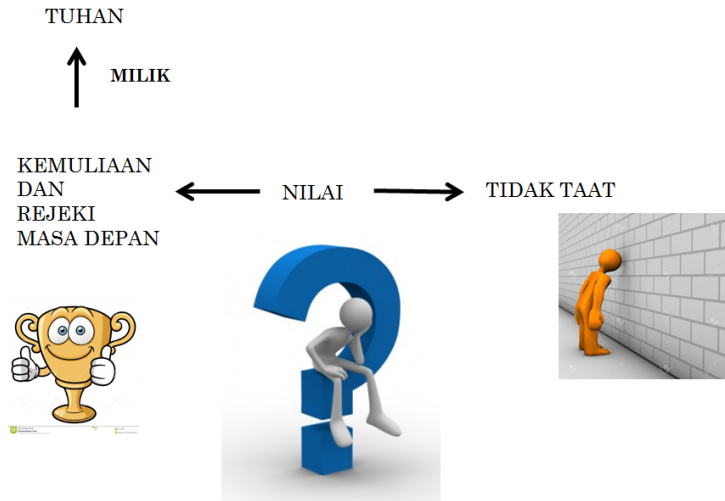 TUHAN
MILIK
KEMULIAAN
DAN
REJEKI
MASA DEPAN
NILAI
TIDAK TAAT